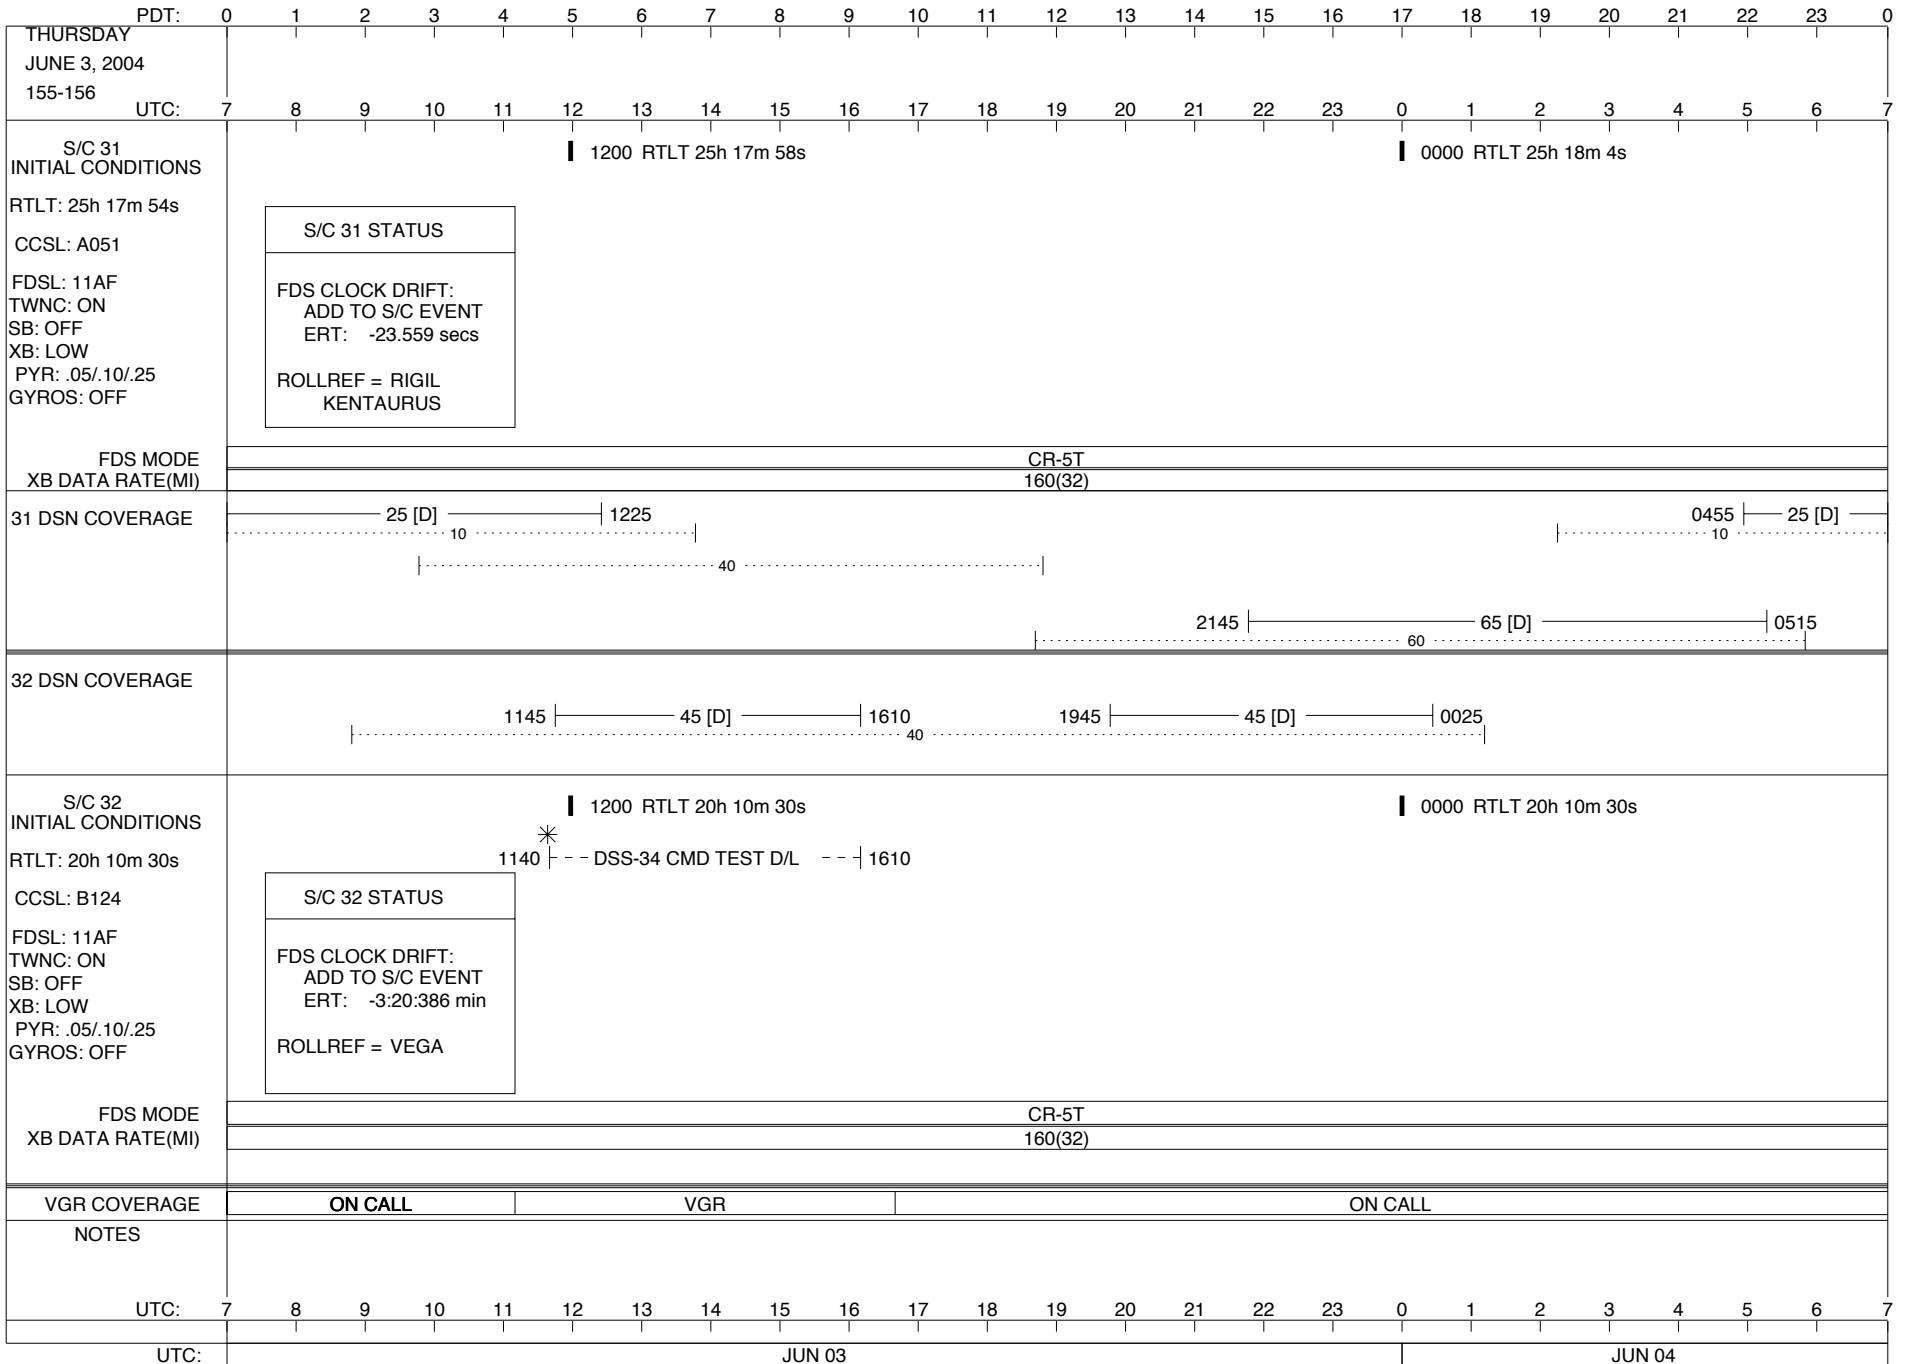 PDT: 0 1 2 3 4 5 6 7 8 9 10 11 12 13 14 15 16 17 18 19 20 21 22 23 0
THURSDAY
JUNE 3, 2004
155-156
UTC: 7 8 9 10 11 12 13 14 15 16 17 18 19 20 21 22 23 0 1 2 3 4 5 6 7
S/C 31
INITIAL CONDITIONS
1200 RTLT 25h 17m 58s
0000 RTLT 25h 18m 4s
RTLT: 25h 17m 54s
CCSL: A051
FDSL: 11AF
TWNC: ON
SB: OFF
XB: LOW
PYR: .05/.10/.25
GYROS: OFF
S/C 31 STATUS
FDS CLOCK DRIFT:
ADD TO S/C EVENT
ERT: -23.559 secs
ROLLREF = RIGIL
KENTAURUS
FDS MODE CR-5T
XB DATA RATE(MI) 160(32)
31 DSN COVERAGE 25 [D] 1225 0455 25 [D]
10 10
40
2145 65 [D] 0515
60
32 DSN COVERAGE
1145 45 [D] 1610 1945 45 [D] 0025
40
S/C 32
INITIAL CONDITIONS
1200 RTLT 20h 10m 30s
0000 RTLT 20h 10m 30s
RTLT: 20h 10m 30s
1140 DSS-34 CMD TEST D/L 1610
CCSL: B124
FDSL: 11AF
TWNC: ON
SB: OFF
XB: LOW
PYR: .05/.10/.25
GYROS: OFF
S/C 32 STATUS
FDS CLOCK DRIFT:
ADD TO S/C EVENT
ERT: -3:20:386 min
ROLLREF = VEGA
FDS MODE CR-5T
XB DATA RATE(MI) 160(32)
VGR COVERAGE ON CALL VGR ON CALL
NOTES
UTC: 7 8 9 10 11 12 13 14 15 16 17 18 19 20 21 22 23 0 1 2 3 4 5 6 7
UTC: JUN 03 JUN 04